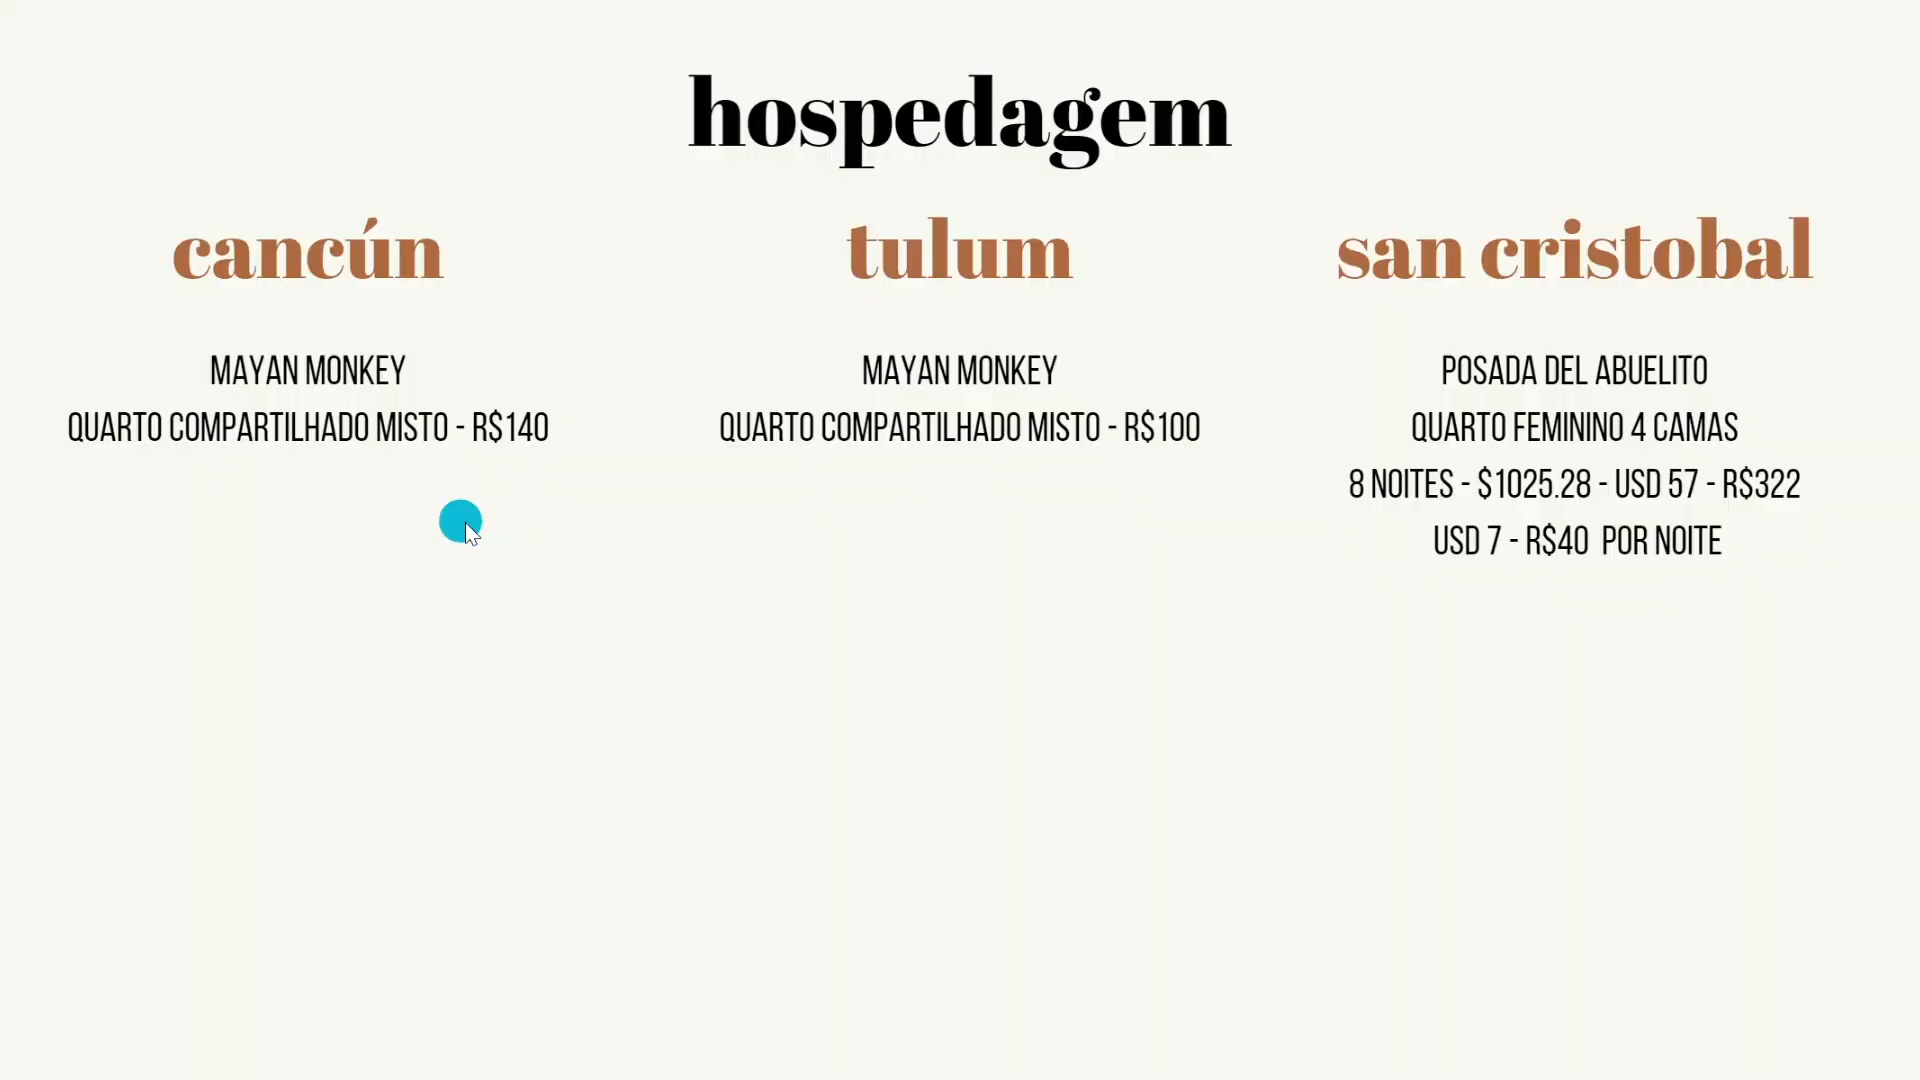 hospedagem
cancún
MAYAN MONKEY
QUARTO COMPARTILHADO MISTO - R$140
tulum
MAYAN MONKEY
QUARTO COMPARTILHADO MISTO - R$100
san cristobal
POSADA DEL ABUELITO
QUARTO FEMININO 4 CAMAS
8 NOITES - $1025.28 - USD 57 - R$322
USD 7 - R$40 POR NOITE